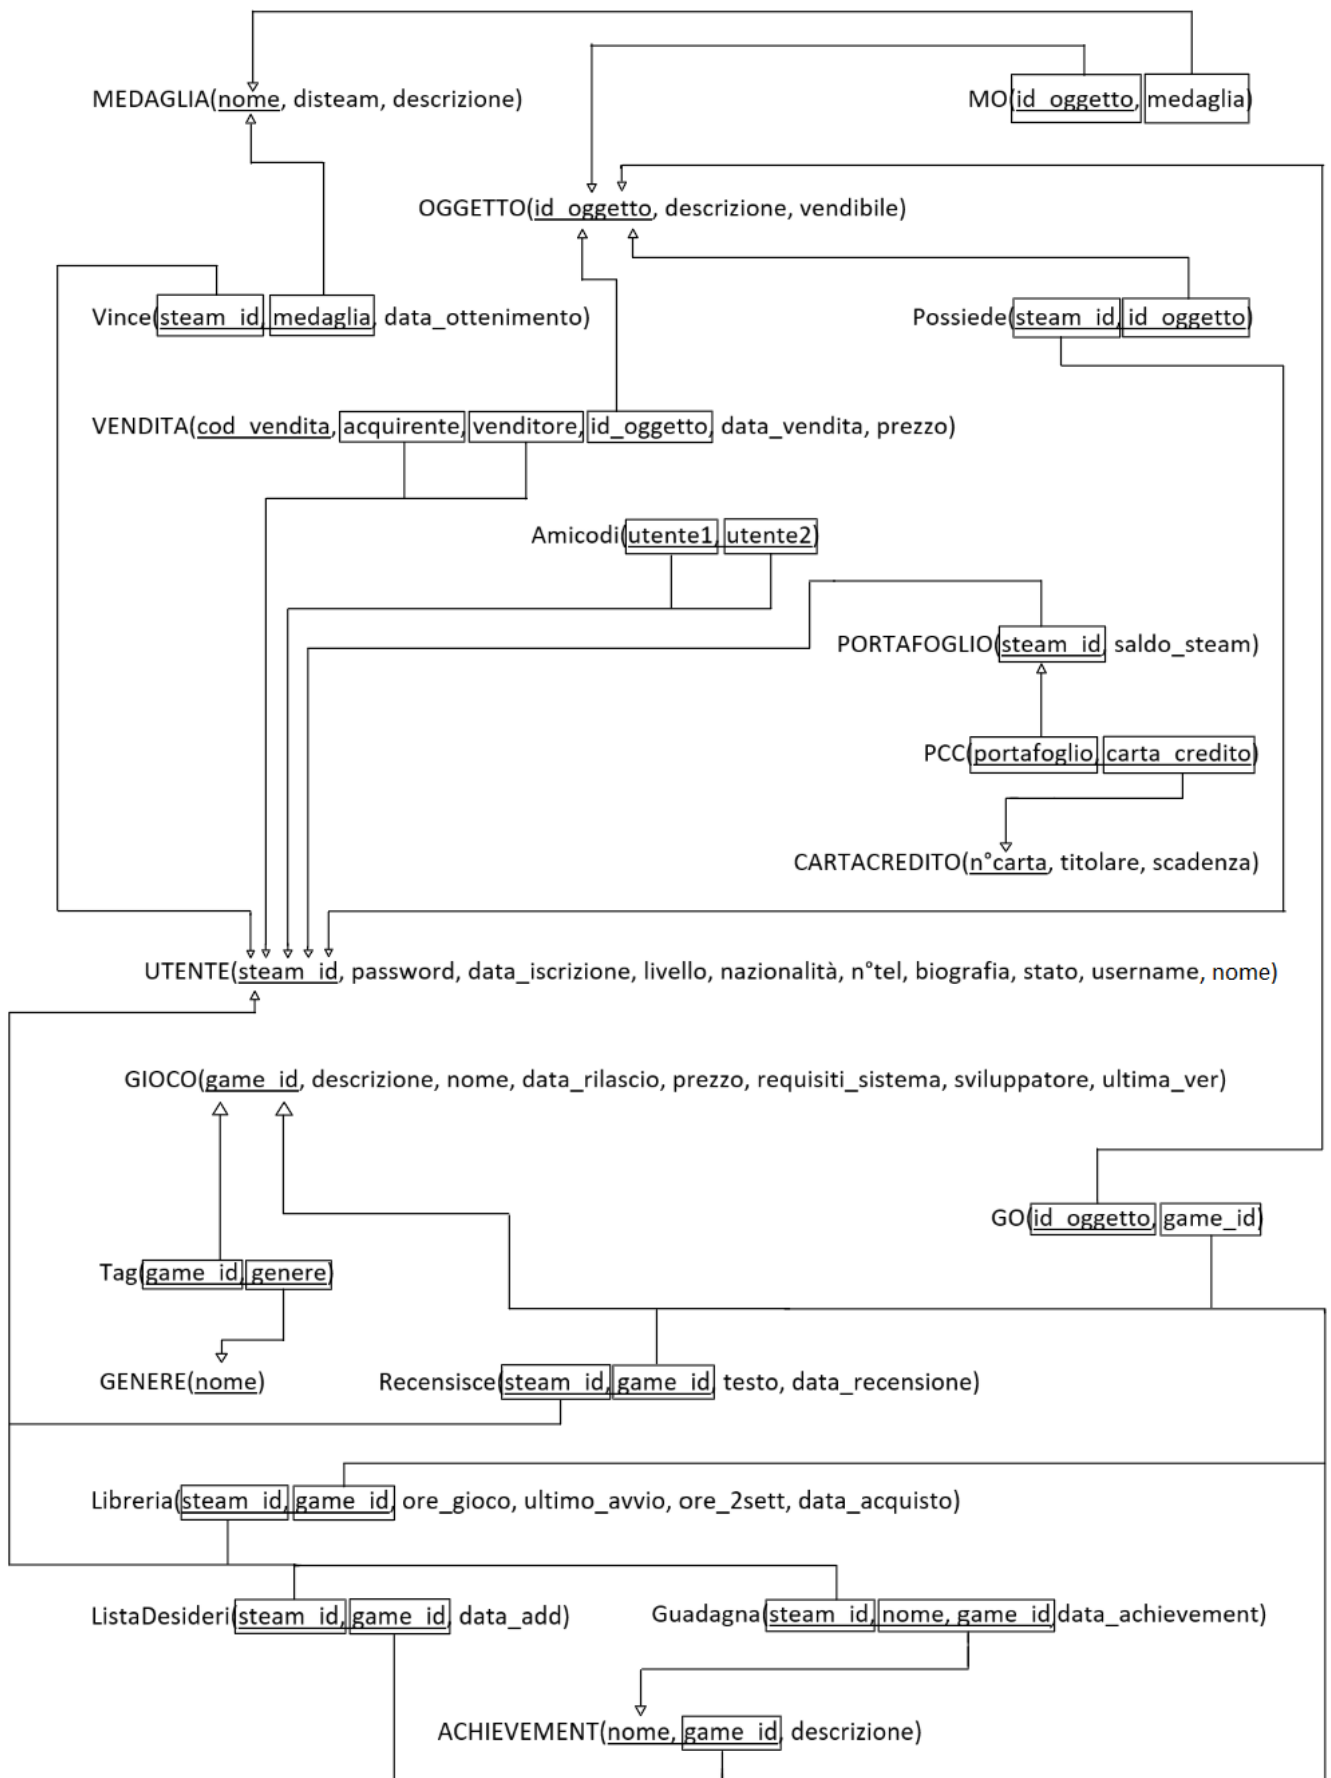 MEDAGLIA(nome, disteam, descrizione)
MO(id_oggetto, medaglia)
OGGETTO(id_oggetto, descrizione, vendibile)
Vince(steam_id, medaglia, data_ottenimento)
Possiede(steam_id, id_oggetto)
VENDITA(cod_vendita, acquirente, venditore, id_oggetto, data_vendita, prezzo)
Amicodi(utente1, utente2)
PORTAFOGLIO(steam_id, saldo_steam)
PCC(portafoglio, carta_credito)
CARTACREDITO(n°carta, titolare, scadenza)
UTENTE(steam_id, password, data_iscrizione, livello, nazionalità, n°tel, biografia, stato, username, nome)
GIOCO(game_id, descrizione, nome, data_rilascio, prezzo, requisiti_sistema, sviluppatore, ultima_ver)
GO(id_oggetto, game_id)
Tag(game_id, genere)
GENERE(nome)
Recensisce(steam_id, game_id, testo, data_recensione)
Libreria(steam_id, game_id, ore_gioco, ultimo_avvio, ore_2sett, data_acquisto)
ListaDesideri(steam_id, game_id, data_add)
Guadagna(steam_id, nome, game_id, data_achievement)
ACHIEVEMENT(nome, game_id, descrizione)